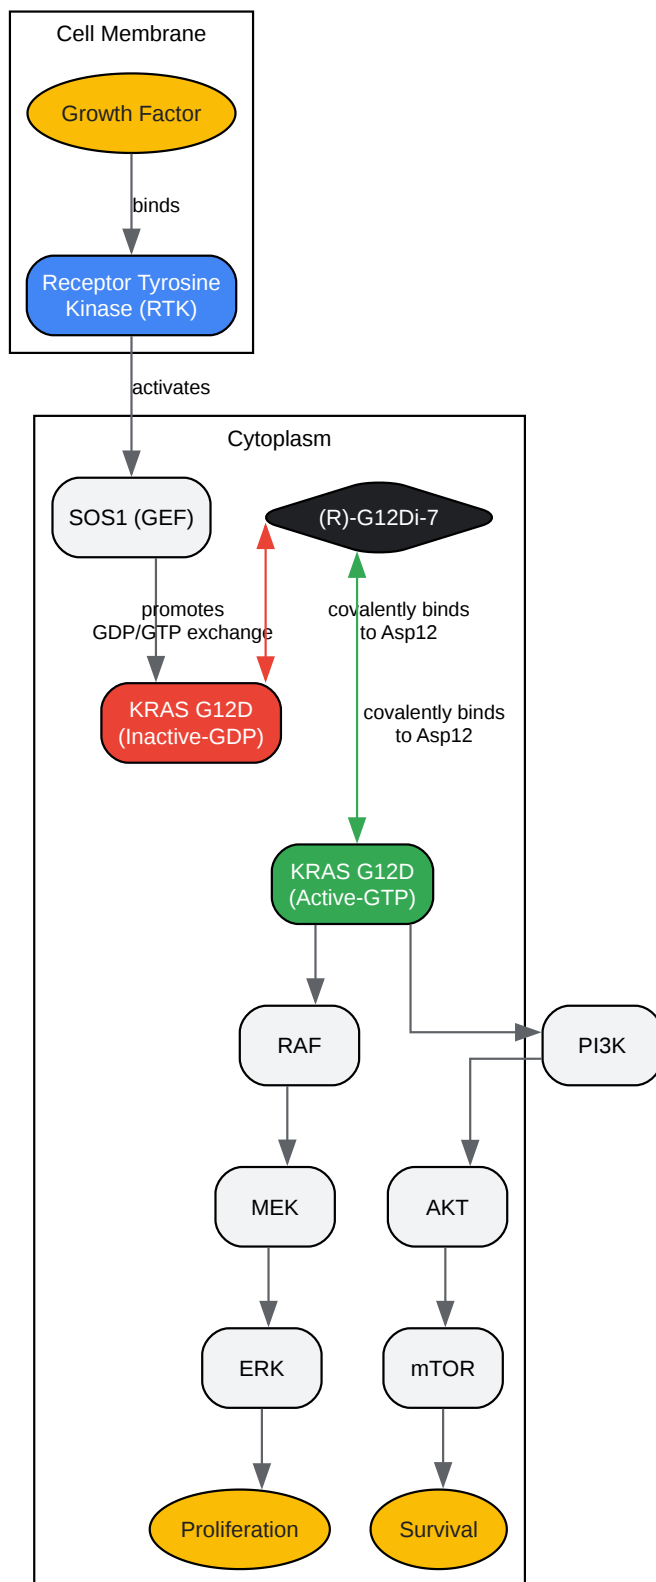 Cell Membrane
Growth Factor
binds
Receptor Tyrosine
Kinase (RTK)
activates
Cytoplasm
SOS1 (GEF)
(R)-G12Di-7
promotes
GDP/GTP exchange
covalently binds
to Asp12
KRAS G12D
(Inactive-GDP)
covalently binds
to Asp12
KRAS G12D
(Active-GTP)
RAF
PI3K
MEK
AKT
ERK
mTOR
Proliferation
Survival